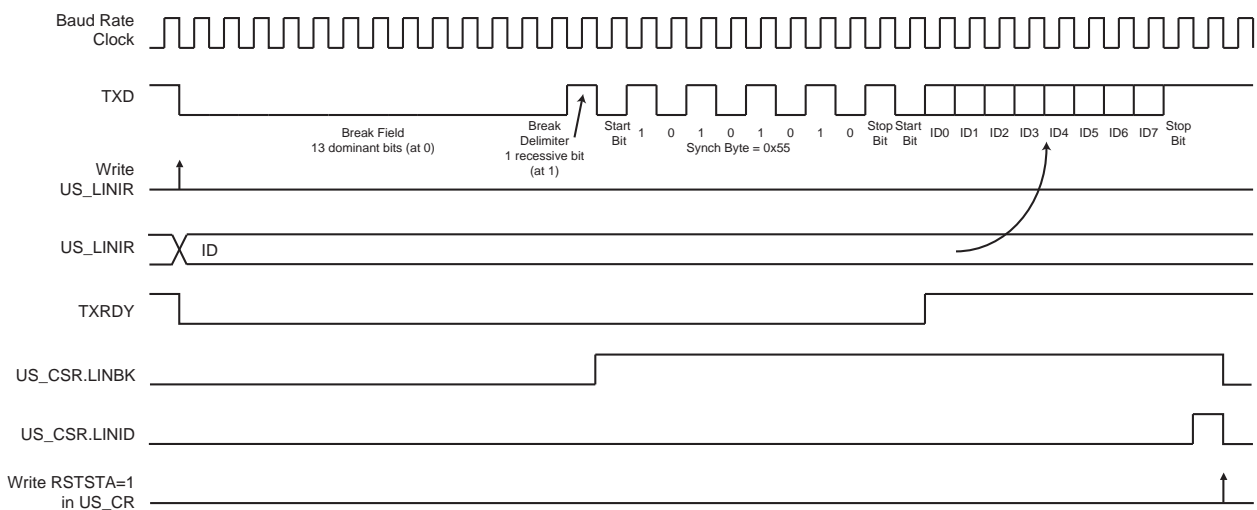 Baud Rate
Clock
TXD
Break Field
13 dominant bits (at 0)
Break
Delimiter
1 recessive bit
(at 1)
Start
Bit
1 0 1 0 1 0 1 0
Synch Byte = 0x55
Stop
Bit
Start
Bit
ID0 ID1 ID2 ID3 ID4 ID5 ID6 ID7
Stop
Bit
Write
US_LINIR
US_LINIR
ID
TXRDY
US_CSR.LINBK
US_CSR.LINID
Write RSTSTA=1
in US_CR